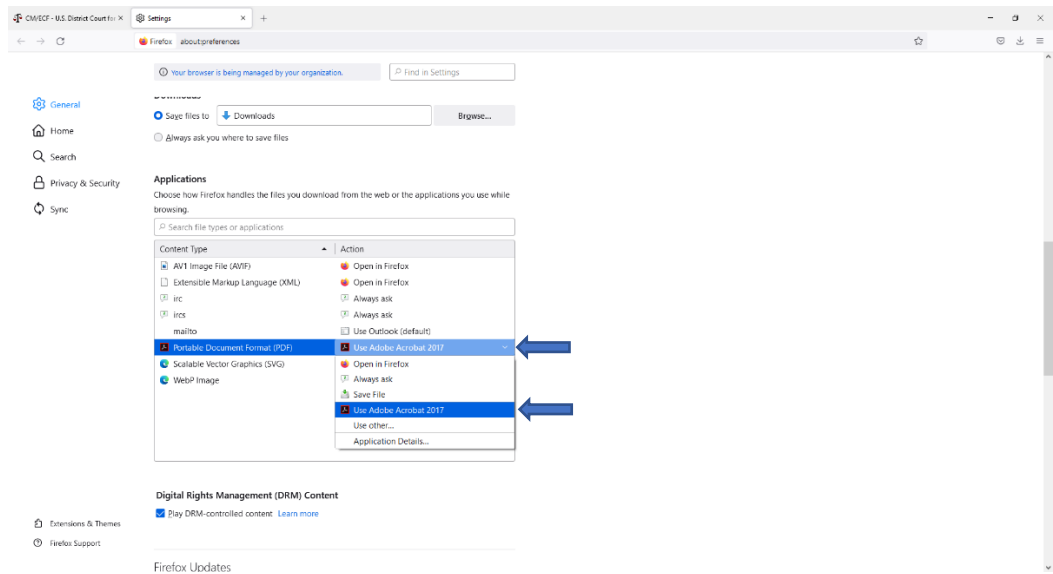 CM/ECF - U.S. District Court for
Settings
Firefox about:preferences
Your browser is being managed by your organization.
Find in Settings
General
Home
Search
Privacy & Security
Sync
Downloads
Save files to Downloads Browse...
Always ask you where to save files
Applications
Choose how Firefox handles the files you download from the web or the applications you use while
browsing.
Search file types or applications
Content Type Action
AV1 Image File (AVIF) Open in Firefox
Extensible Markup Language (XML) Open in Firefox
irc Always ask
ircs Always ask
mailto Use Outlook (default)
Portable Document Format (PDF) Use Adobe Acrobat 2017
Scalable Vector Graphics (SVG) Open in Firefox
WebP Image Always ask
Save File
Use Adobe Acrobat 2017
Use other...
Application Details...
Digital Rights Management (DRM) Content
Play DRM-controlled content Learn more
Extensions & Themes
Firefox Support
Firefox Updates